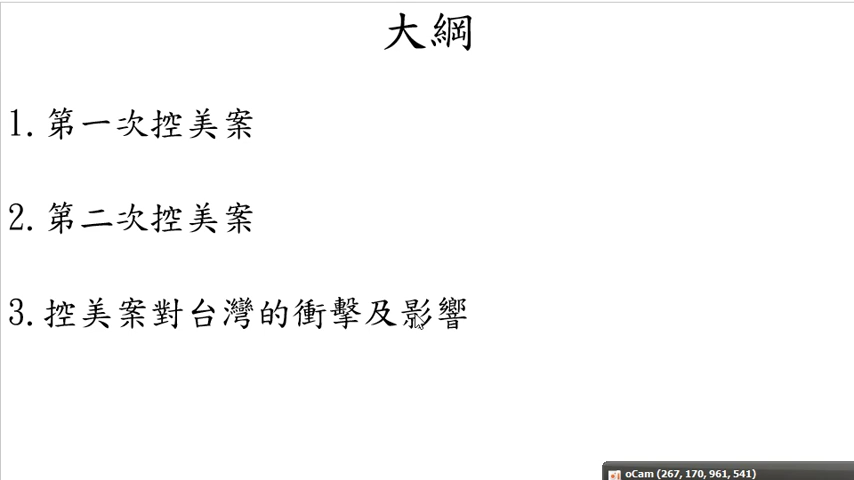 大綱
1.第一次控美案
2.第二次控美案
3.控美案對台灣的衝擊及影響
oCam (267, 170, 961, 541)